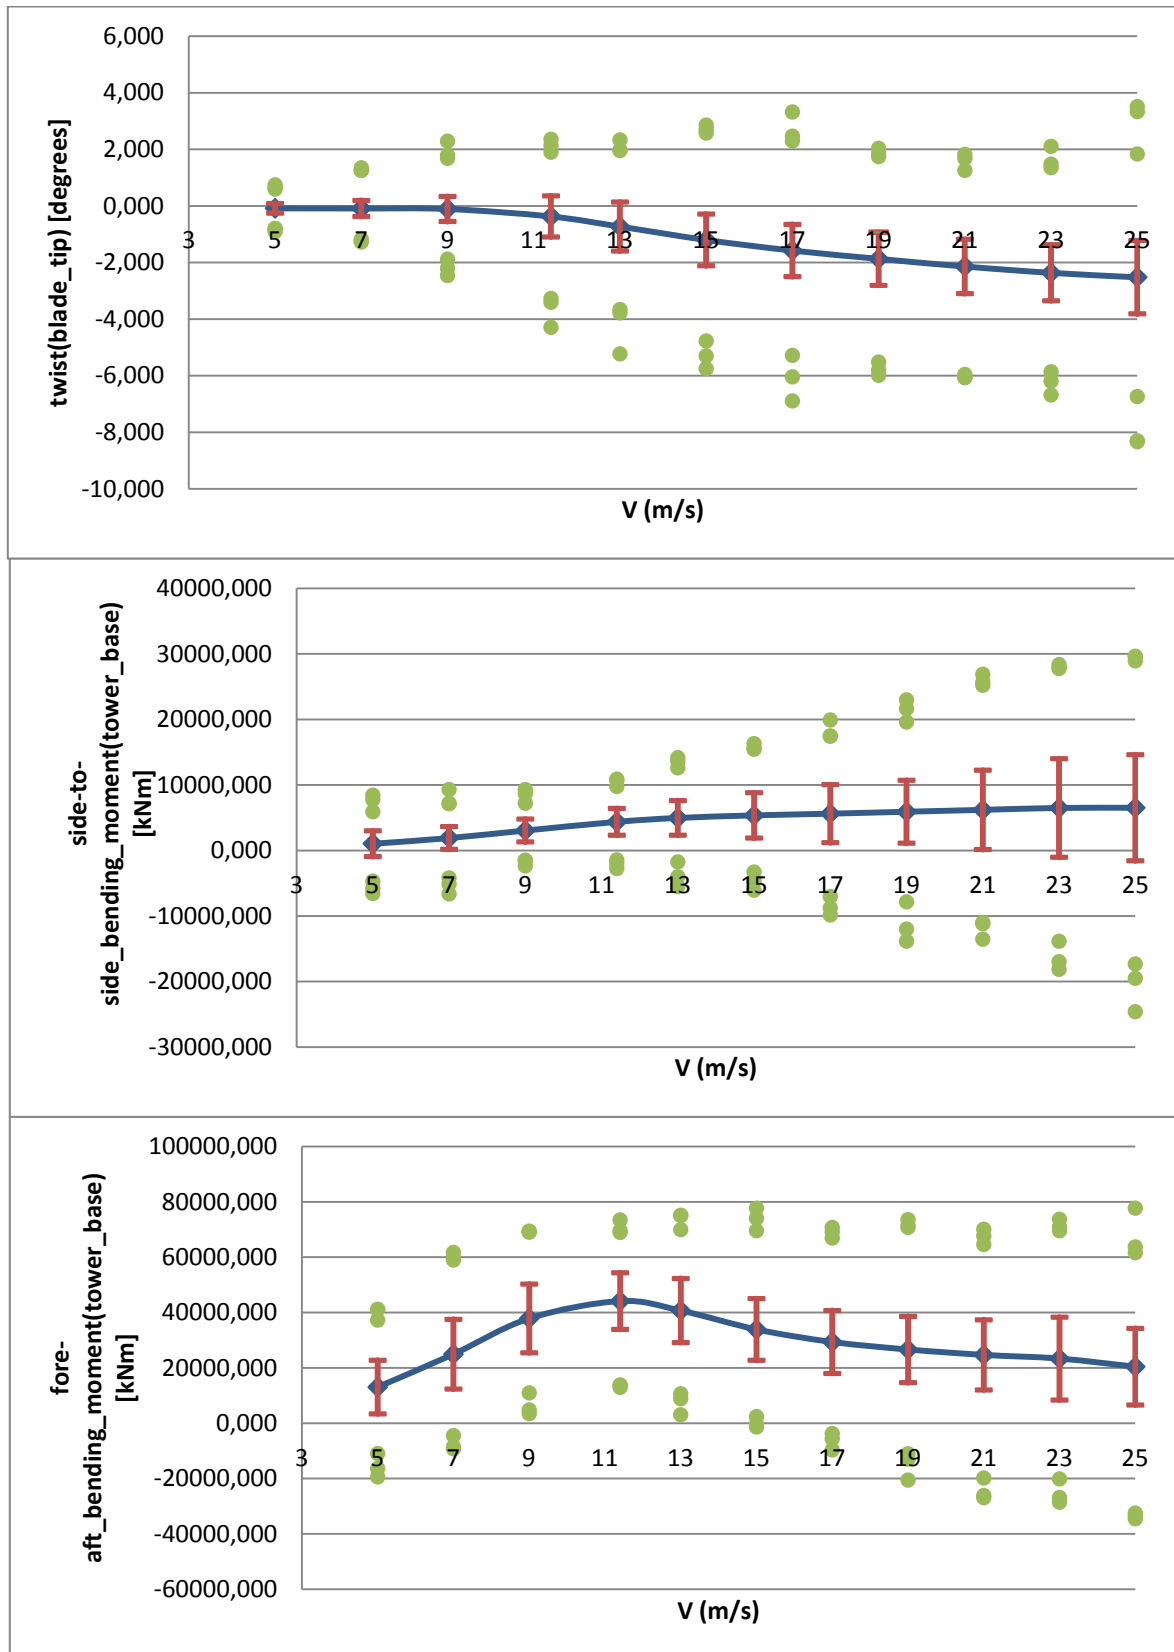 twist(blade_tip) [degrees]
6,000
4,000
2,000
0,000
-2,000
-4,000
-6,000
-8,000
-10,000
3 5 7 9 11 13 15 17 19 21 23 25
V (m/s)
side-to-
side_bending_moment(tower_base)
[kNm]
40000,000
30000,000
20000,000
10000,000
0,000
-10000,000
-20000,000
-30000,000
3 5 7 9 11 13 15 17 19 21 23 25
V (m/s)
fore-
aft_bending_moment(tower_base)
[kNm]
100000,000
80000,000
60000,000
40000,000
20000,000
0,000
-20000,000
-40000,000
-60000,000
3 5 7 9 11 13 15 17 19 21 23 25
V (m/s)